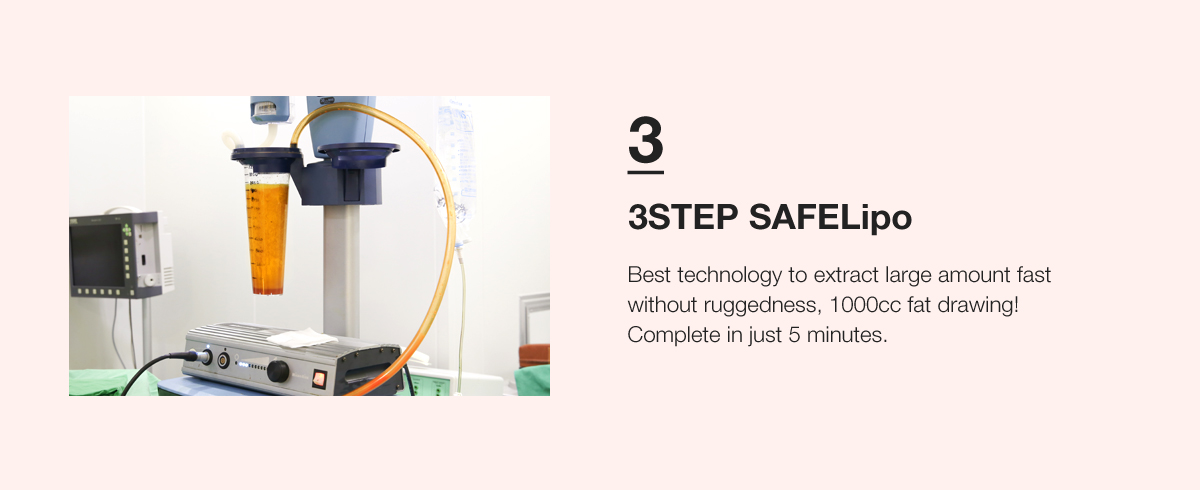 3
3STEP SAFELipo
Best technology to extract large amount fast
without ruggedness, 1000cc fat drawing!
Complete in just 5 minutes.